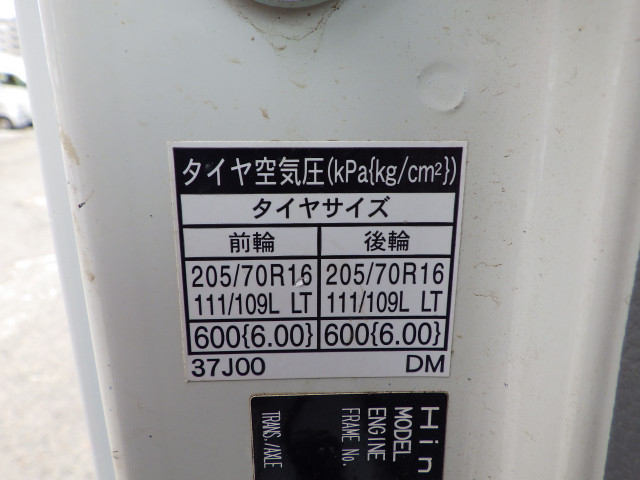 タイヤ空気圧(kPa{kg/cm²})
タイヤサイズ
前輪 後輪
205/70R16 205/70R16
111/109L LT 111/109L LT
600{6.00} 600{6.00}
37J00 DM
MODEL
ENGINE
FRAME No.
TRANS./AXLE